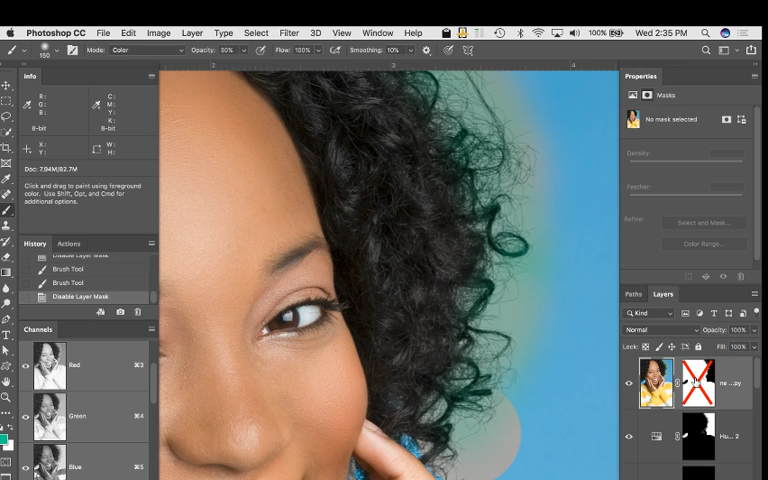 Photoshop CC File Edit Image Layer Type Select Filter 3D View Window Help 100% Wed 2:35 PM
150 Mode: Color Opacity: 30% Flow: 100% Smoothing: 10%
2 3 4
Info
R: C:
G: M:
B: Y:
K:
8-bit 8-bit
X: W:
Y: H:
Doc: 7.94M/82.7M
Click and drag to paint using foreground
color. Use Shift, Opt, and Cmd for
additional options.
History Actions
Disable Layer Mask
Brush Tool
Brush Tool
Disable Layer Mask
Channels
Red ⌘3
Green ⌘4
Blue ⌘5
Properties
Masks
No mask selected
Density:
Feather:
Refine: Select and Mask...
Color Range...
Paths Layers
Kind
Normal Opacity: 100%
Lock: Fill: 100%
ne ...py
Hu... 2